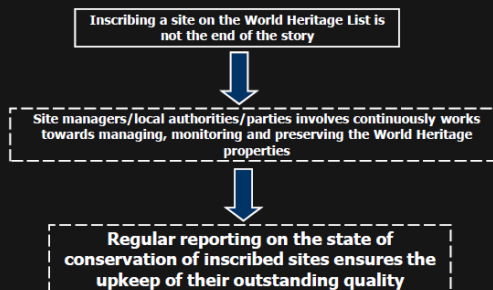 Inscribing a site on the World Heritage List is
not the end of the story
Site managers/local authorities/parties involves continuously works
towards managing, monitoring and preserving the World Heritage
properties
Regular reporting on the state of
conservation of inscribed sites ensures the
upkeep of their outstanding quality